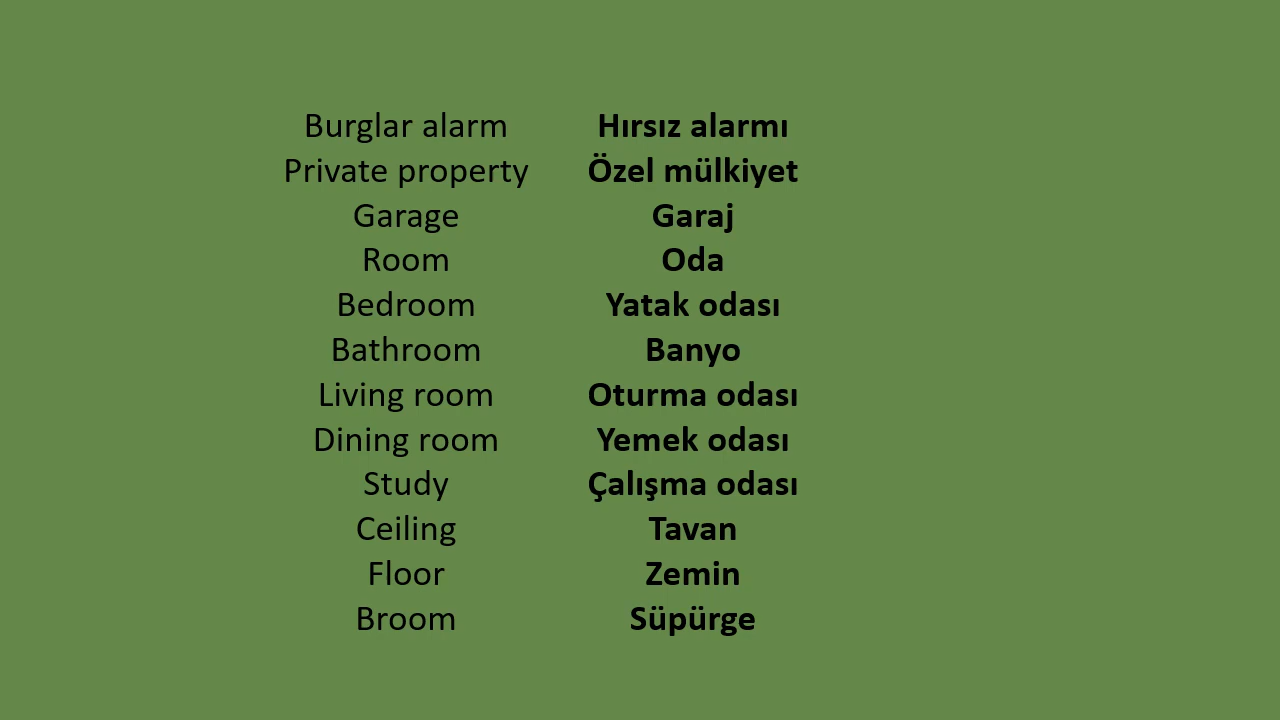 Burglar alarm Hırsız alarmı
Private property Özel mülkiyet
Garage Garaj
Room Oda
Bedroom Yatak odası
Bathroom Banyo
Living room Oturma odası
Dining room Yemek odası
Study Çalışma odası
Ceiling Tavan
Floor Zemin
Broom Süpürge